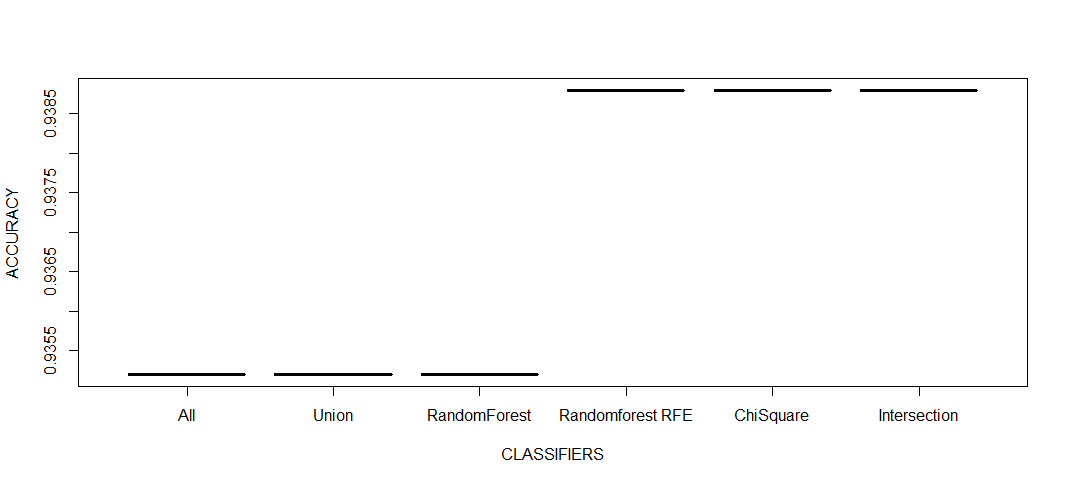 ACCURACY
0.9385
0.9375
0.9365
0.9355
All Union RandomForest Randomforest RFE ChiSquare Intersection
CLASSIFIERS